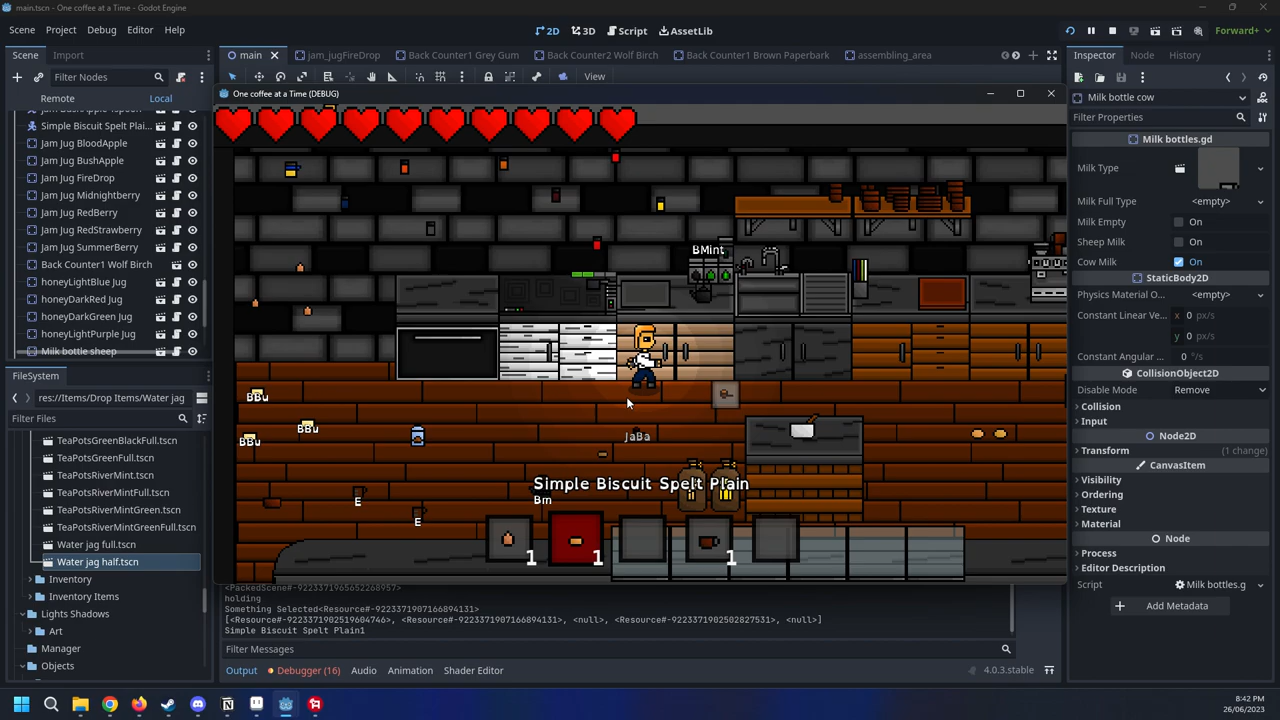 main.tscn - One coffee at a Time - Godot Engine
Scene Project Debug Editor Help
2D 3D Script AssetLib
Forward+
Scene Import
main jam_jugFireDrop Back Counter1 Grey Gum Back Counter2 Wolf Birch Back Counter1 Brown Paperbark assembling_area
Inspector Node History
Filter Nodes
View
Remote Local
One coffee at a Time (DEBUG)
Milk bottle cow
Filter Properties
Simple Biscuit Spelt Plai...
Jam Jug BloodApple
Jam Jug BushApple
Jam Jug FireDrop
Jam Jug Midnightberry
Jam Jug RedBerry
Jam Jug RedStrawberry
Jam Jug SummerBerry
Back Counter1 Wolf Birch
honeyLightBlue Jug
honeyDarkRed Jug
honeyDarkGreen Jug
honeyLightPurple Jug
Milk bottle sheep
Milk bottles.gd
Milk Type
Milk Full Type <empty>
Milk Empty On
Sheep Milk On
Cow Milk On
StaticBody2D
Physics Material O... <empty>
Constant Linear Ve... x 0 px/s
y 0 px/s
Constant Angular ... 0 °/s
CollisionObject2D
Disable Mode Remove
Collision
Input
Node2D
Transform (1 change)
CanvasItem
Visibility
Ordering
Texture
Material
Node
Process
Editor Description
Script Milk bottles.g
Add Metadata
BMint
BBu
BBu
BBu
JaBa
E
E
Bm
Simple Biscuit Spelt Plain
1 1 1
FileSystem
res://Items/Drop Items/Water jag
Filter Files
TeaPotsGreenBlackFull.tscn
TeaPotsGreenFull.tscn
TeaPotsRiverMint.tscn
TeaPotsRiverMintFull.tscn
TeaPotsRiverMintGreen.tscn
TeaPotsRiverMintGreenFull.tscn
Water jag full.tscn
Water jag half.tscn
Inventory
Inventory Items
Lights Shadows
Art
Manager
Objects
<PackedScene#-9223371965652268957>
holding
Something Selected<Resource#-9223371907166894131>
[<Resource#-9223371902519604746>, <Resource#-9223371907166894131>, <null>, <Resource#-9223371902502827531>, <null>]
Simple Biscuit Spelt Plain1
Filter Messages
Output Debugger (16) Audio Animation Shader Editor
4.0.3.stable
8:42 PM
26/06/2023